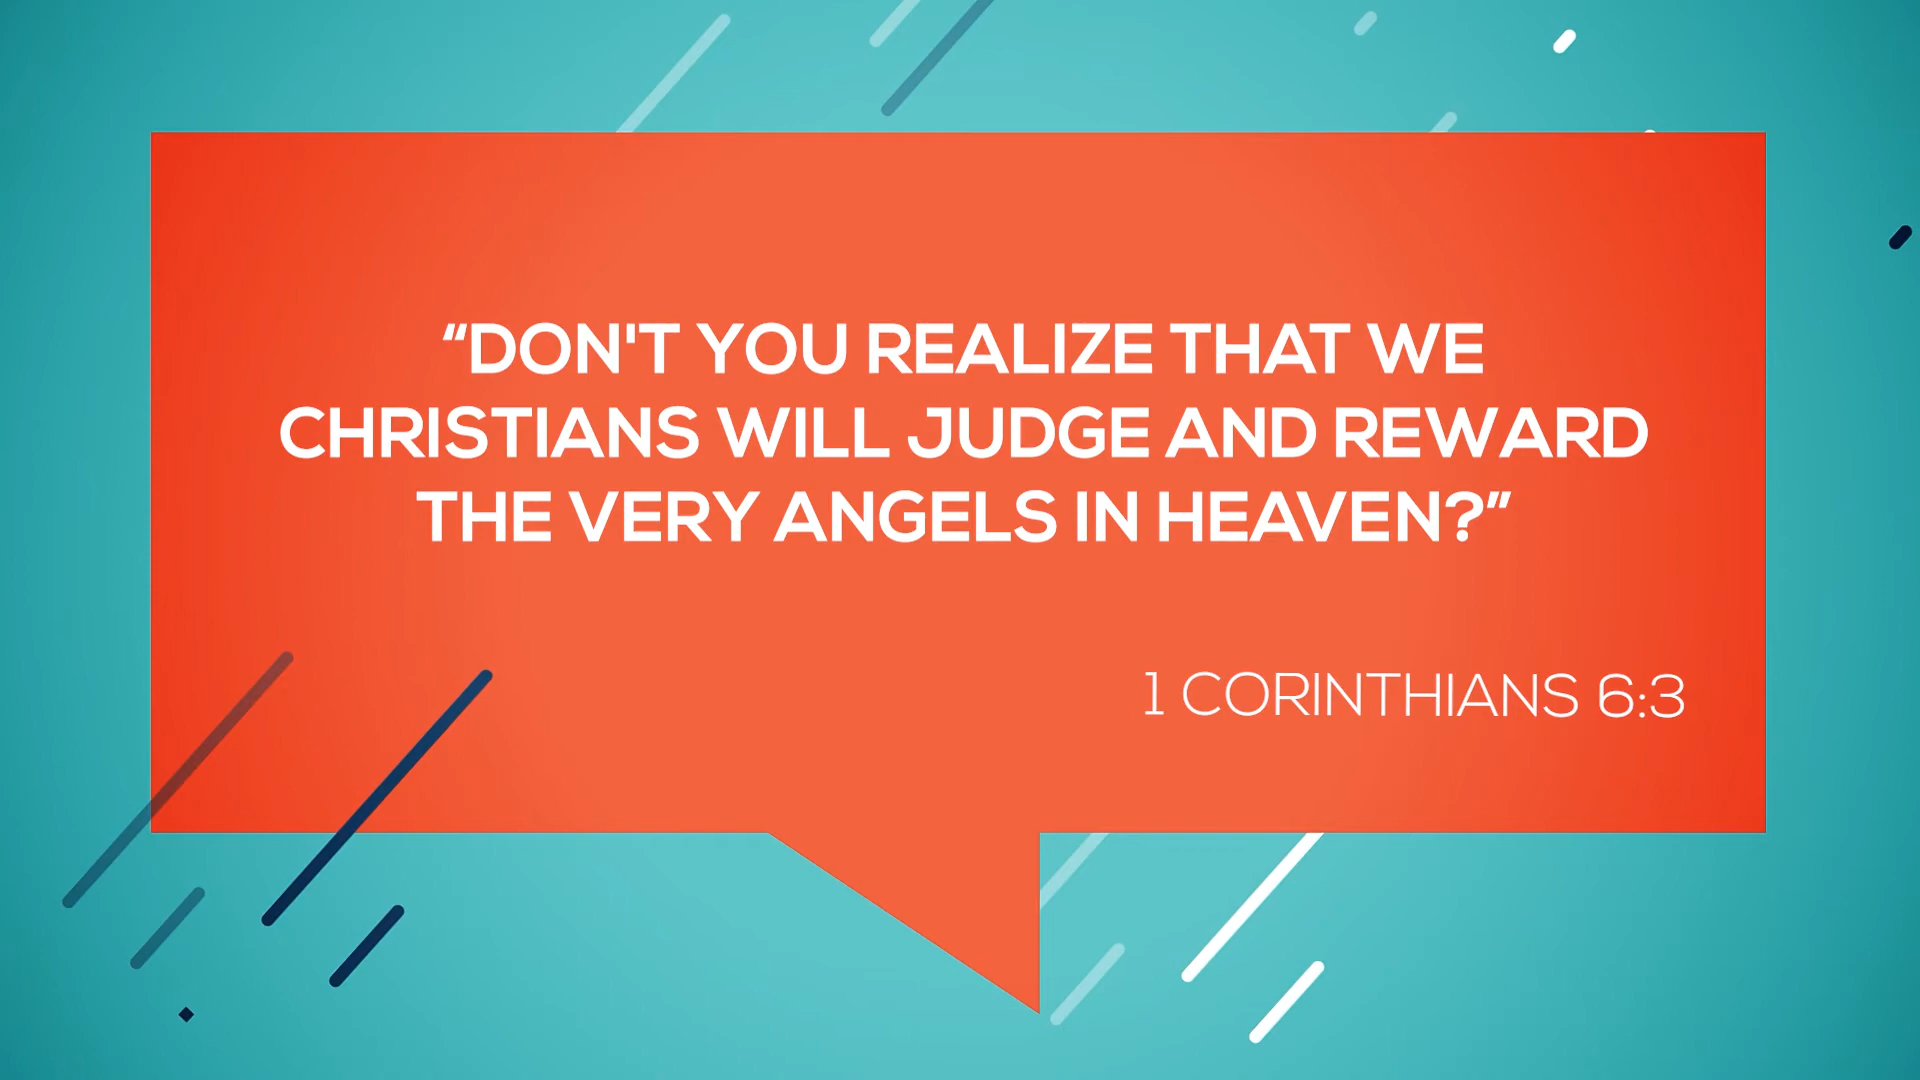 “DON'T YOU REALIZE THAT WE
CHRISTIANS WILL JUDGE AND REWARD
THE VERY ANGELS IN HEAVEN?”
1 CORINTHIANS 6:3